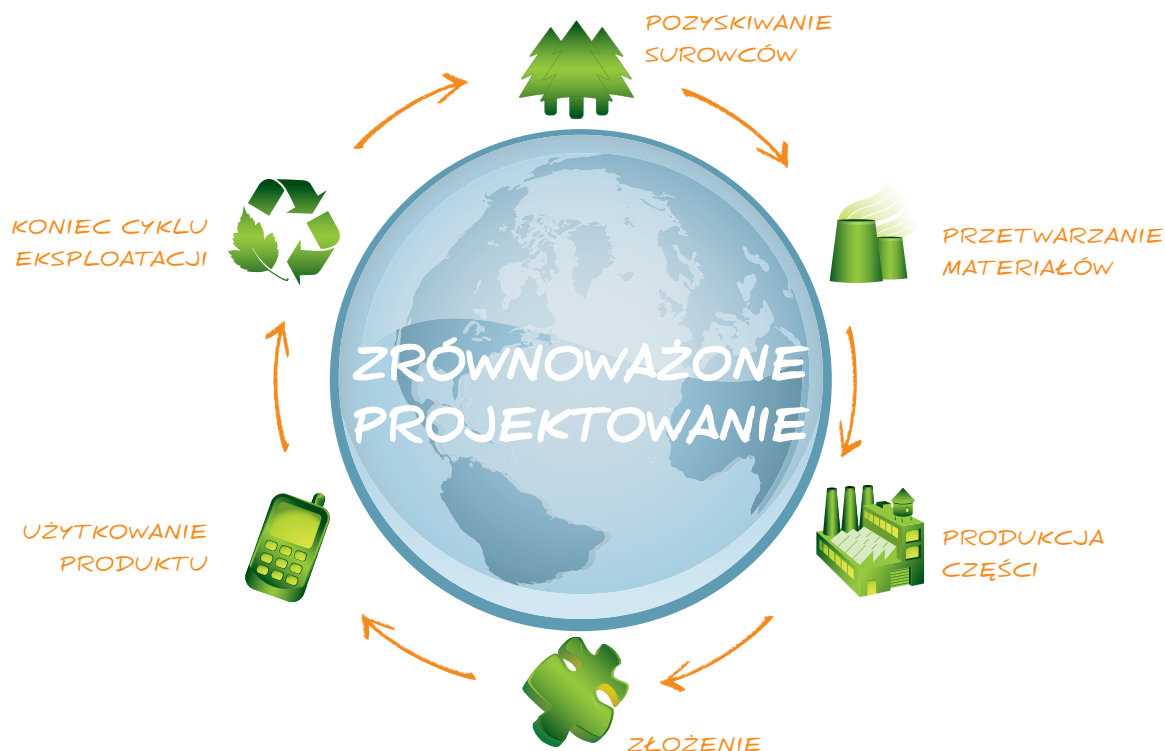 POZYSKIWANIE
SUROWCÓW
PRZETWARZANIE
MATERIAŁÓW
PRODUKCJA
CZĘŚCI
ZŁOŻENIE
UŻYTKOWANIE
PRODUKTU
KONIEC CYKLU
EKSPLOATACJI
ZRÓWNOWAŻONE
PROJEKTOWANIE